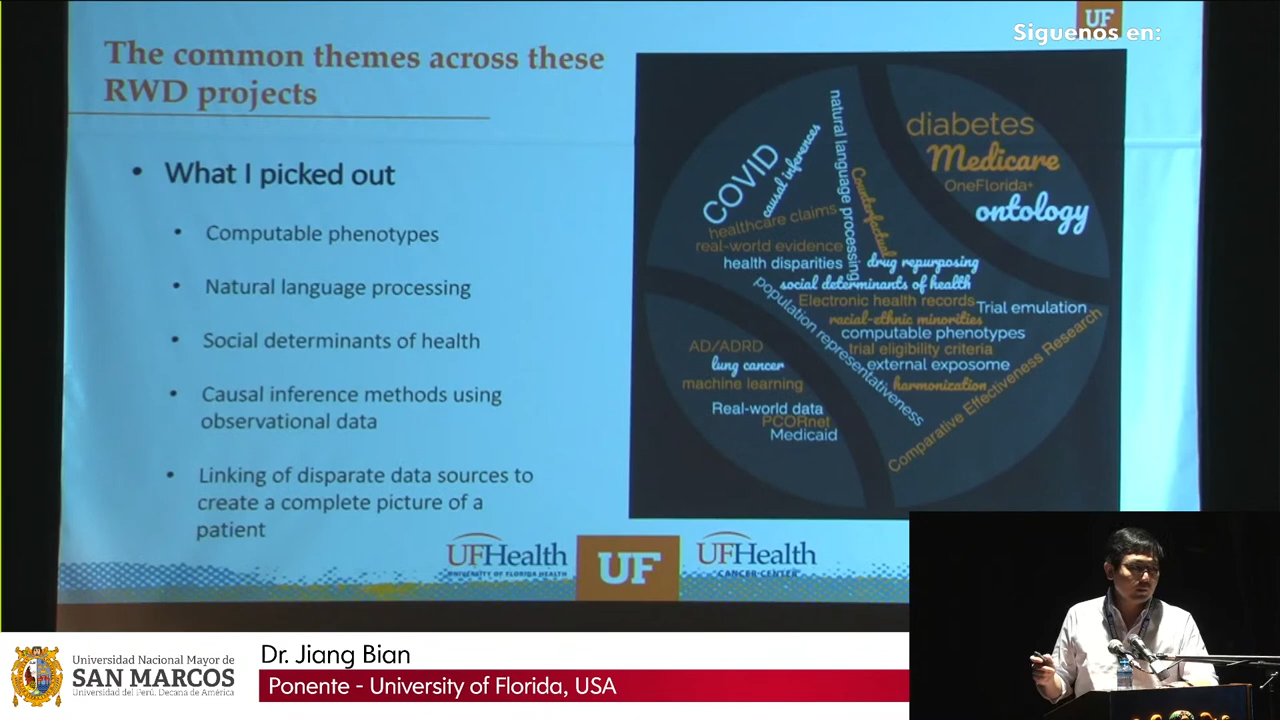 UF
Siguenos en:
The common themes across these
RWD projects
• What I picked out
• Computable phenotypes
• Natural language processing
• Social determinants of health
• Causal inference methods using
observational data
• Linking of disparate data sources to
create a complete picture of a
patient
COVID
causal inferences
natural language processing
Counterfactual
healthcare claims
real-world evidence
health disparities
drug repurposing
social determinants of health
Electronic health records
Trial emulation
racial-ethnic minorities
computable phenotypes
trial eligibility criteria
external exposome
harmonization
population representativeness
Comparative Effectiveness Research
diabetes
Medicare
OneFlorida+
ontology
AD/ADRD
lung cancer
machine learning
Real-world data
PCORnet
Medicaid
UFHealth
UNIVERSITY OF FLORIDA HEALTH
UF
UFHealth
CANCER CENTER
Universidad Nacional Mayor de
SAN MARCOS
Universidad del Perú. Decana de América
Dr. Jiang Bian
Ponente - University of Florida, USA